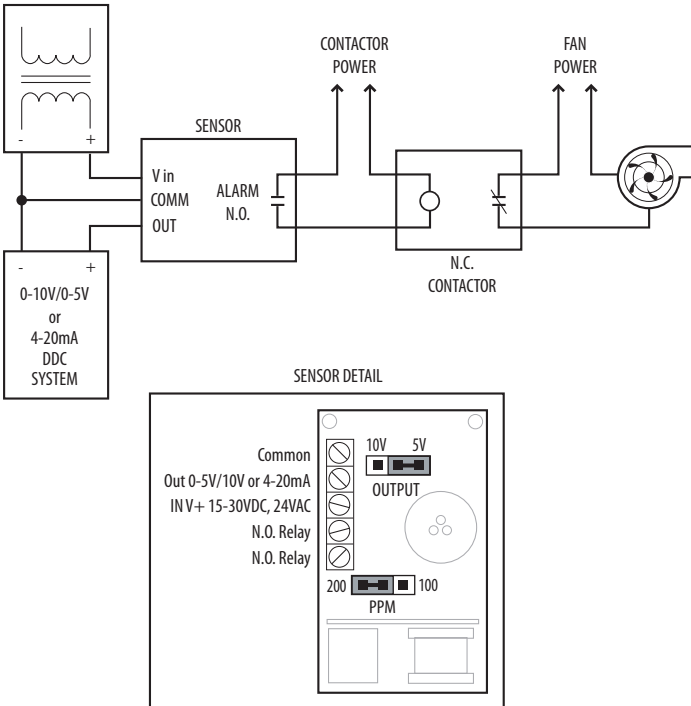 CONTACTOR
POWER
FAN
POWER
SENSOR
- +
V in
COMM
OUT
ALARM
N.O.
N.C.
CONTACTOR
- +
0-10V/0-5V
or
4-20mA
DDC
SYSTEM
SENSOR DETAIL
10V 5V
OUTPUT
Common
Out 0-5V/10V or 4-20mA
IN V+ 15-30VDC, 24VAC
N.O. Relay
N.O. Relay
200 100
PPM